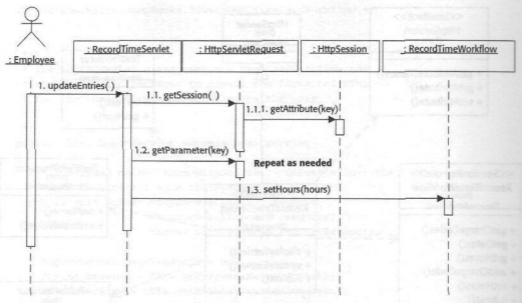 : Employee
: RecordTimeServlet
: HttpServletRequest
: HttpSession
: RecordTimeWorkflow
1. updateEntries( )
1.1. getSession( )
1.1.1. getAttribute(key)
1.2. getParameter(key)
Repeat as needed
1.3. setHours(hours)